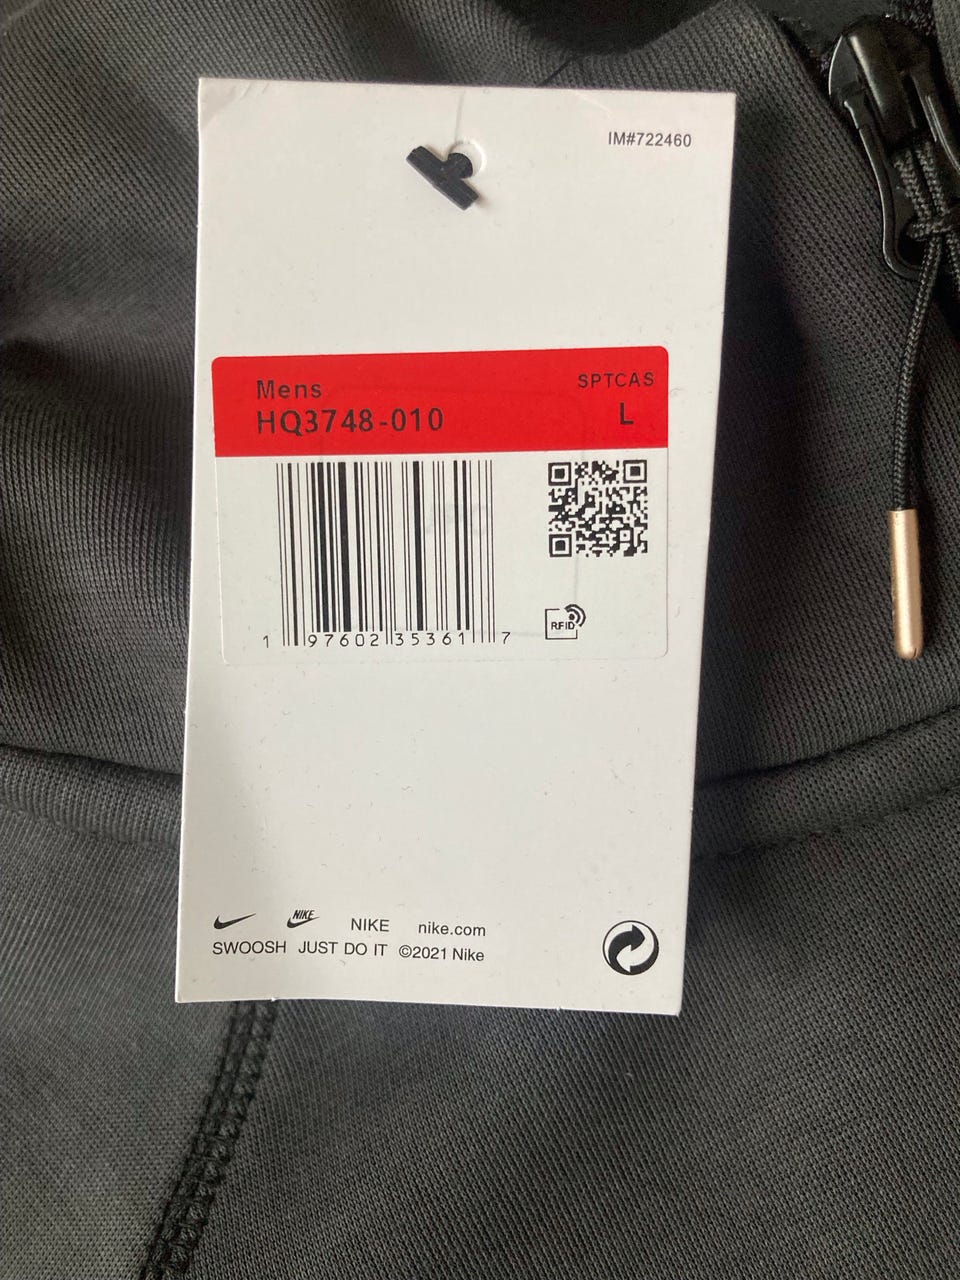 IM#722460
Mens SPTCAS
HQ3748-010 L
1 97602 35361 7
RFID
NIKE NIKE nike.com
SWOOSH JUST DO IT ©2021 Nike